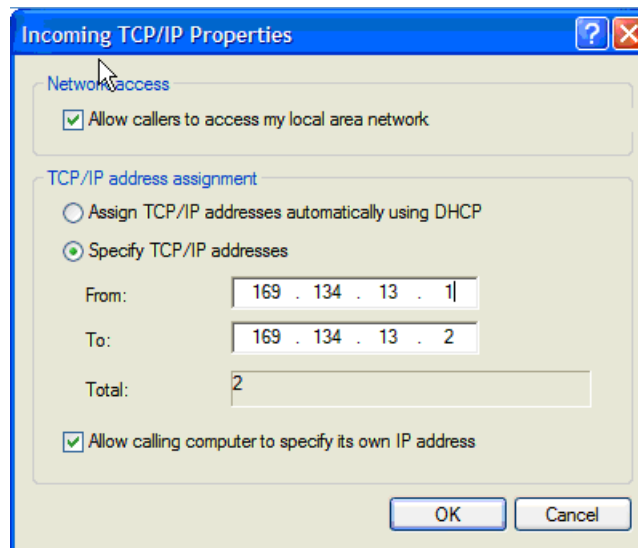 Incoming TCP/IP Properties
Network access
Allow callers to access my local area network
TCP/IP address assignment
Assign TCP/IP addresses automatically using DHCP
Specify TCP/IP addresses
From: 169 . 134 . 13 . 1
To: 169 . 134 . 13 . 2
Total: 2
Allow calling computer to specify its own IP address
OK Cancel